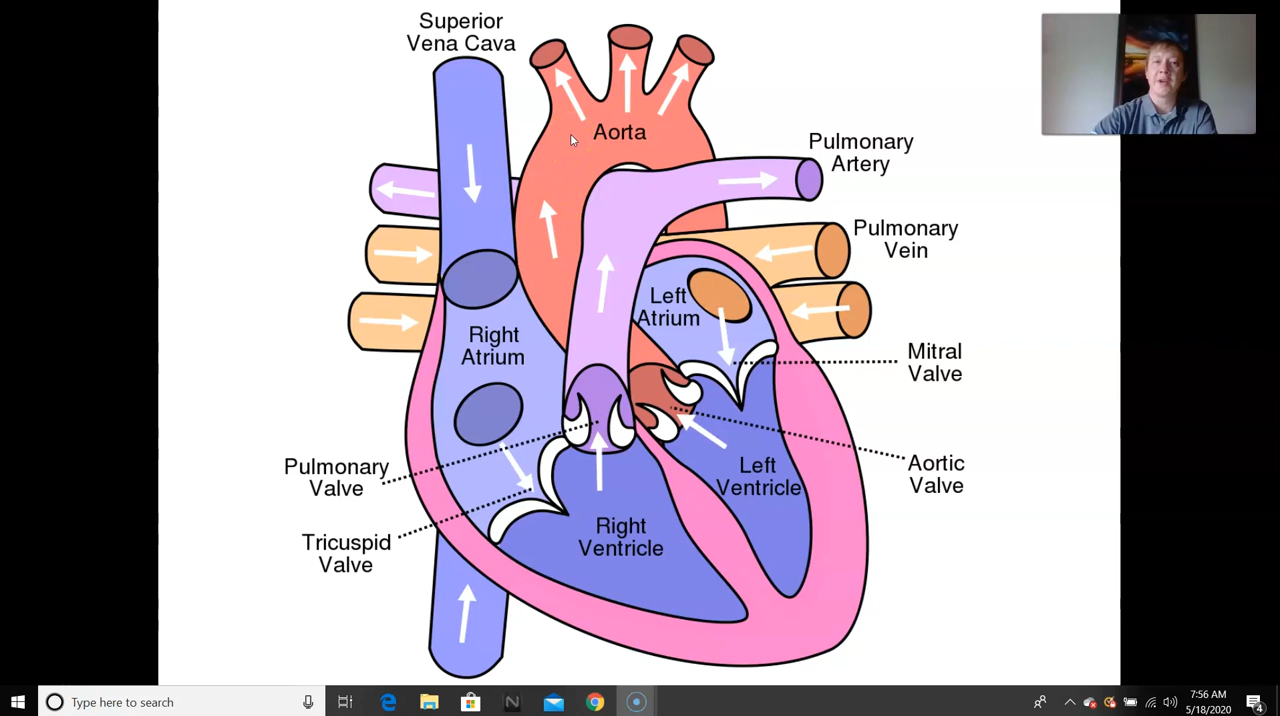 Superior
Vena Cava
Aorta
Pulmonary
Artery
Pulmonary
Vein
Left
Atrium
Right
Atrium
Mitral
Valve
Pulmonary
Valve
Left
Ventricle
Aortic
Valve
Right
Ventricle
Tricuspid
Valve
Type here to search
7:56 AM
5/18/2020
4